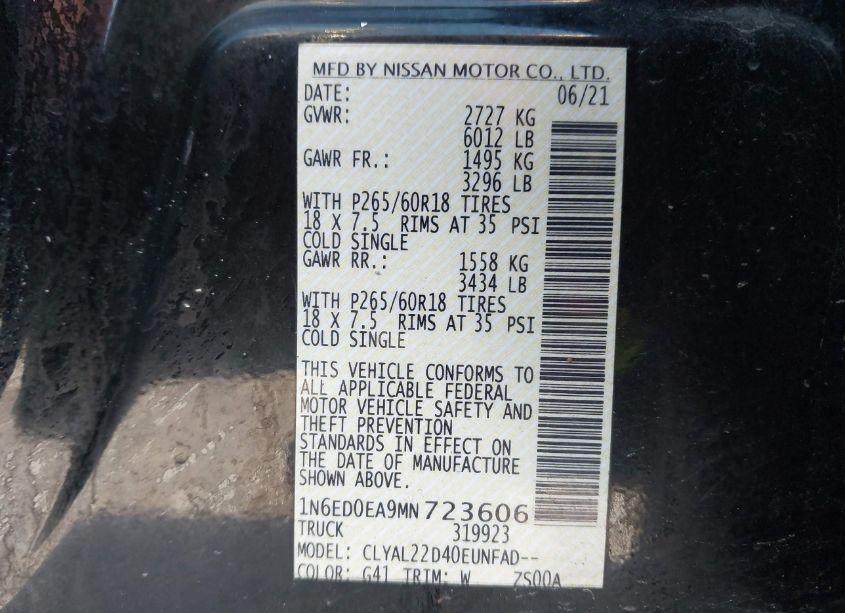 MFD BY NISSAN MOTOR CO., LTD.
DATE: 06/21
GVWR: 2727 KG
6012 LB
GAWR FR.: 1495 KG
3296 LB
WITH P265/60R18 TIRES
18 X 7.5 RIMS AT 35 PSI
COLD SINGLE
GAWR RR.: 1558 KG
3434 LB
WITH P265/60R18 TIRES
18 X 7.5 RIMS AT 35 PSI
COLD SINGLE
THIS VEHICLE CONFORMS TO
ALL APPLICABLE FEDERAL
MOTOR VEHICLE SAFETY AND
THEFT PREVENTION
STANDARDS IN EFFECT ON
THE DATE OF MANUFACTURE
SHOWN ABOVE.
1N6ED0EA9MN723606
TRUCK 319923
MODEL: CLYAL22D40EUNFAD--
COLOR: G41 TRIM: W ZS00A